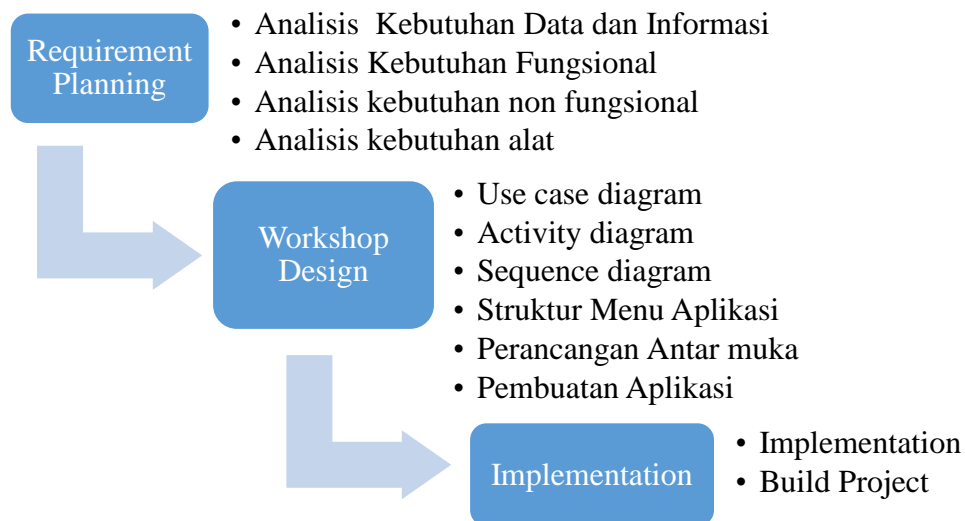 Requirement
Planning
• Analisis  Kebutuhan Data dan Informasi
• Analisis Kebutuhan Fungsional
• Analisis kebutuhan non fungsional
• Analisis kebutuhan alat
Workshop
Design
• Use case diagram
• Activity diagram
• Sequence diagram
• Struktur Menu Aplikasi
• Perancangan Antar muka
• Pembuatan Aplikasi
Implementation
• Implementation
• Build Project